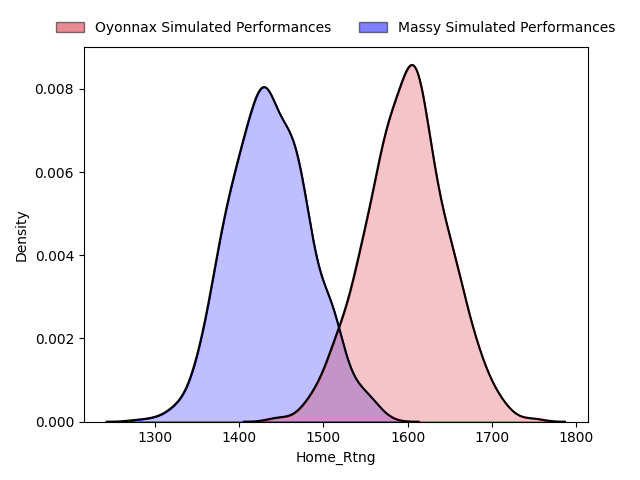 Oyonnax Simulated Performances Massy Simulated Performances
0.008
0.006
0.004
0.002
0.000
Density
1300 1400 1500 1600 1700 1800
Home_Rtng